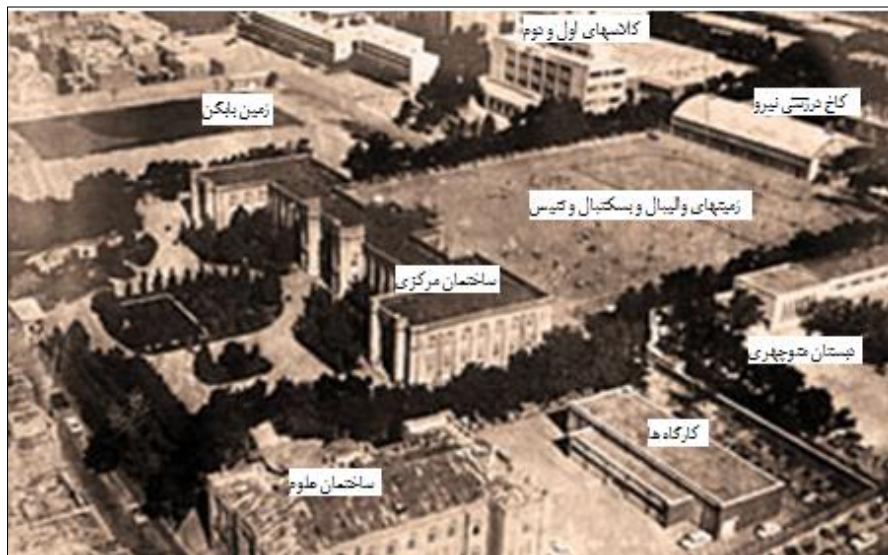 کلاسهای اول و دوم
کاخ ورزشی نیرو
زمین بابگن
زمینهای والیبال و بسکتبال و تنیس
ساختمان مرکزی
دبستان منوچهری
کارگاه ها
ساختمان علوم